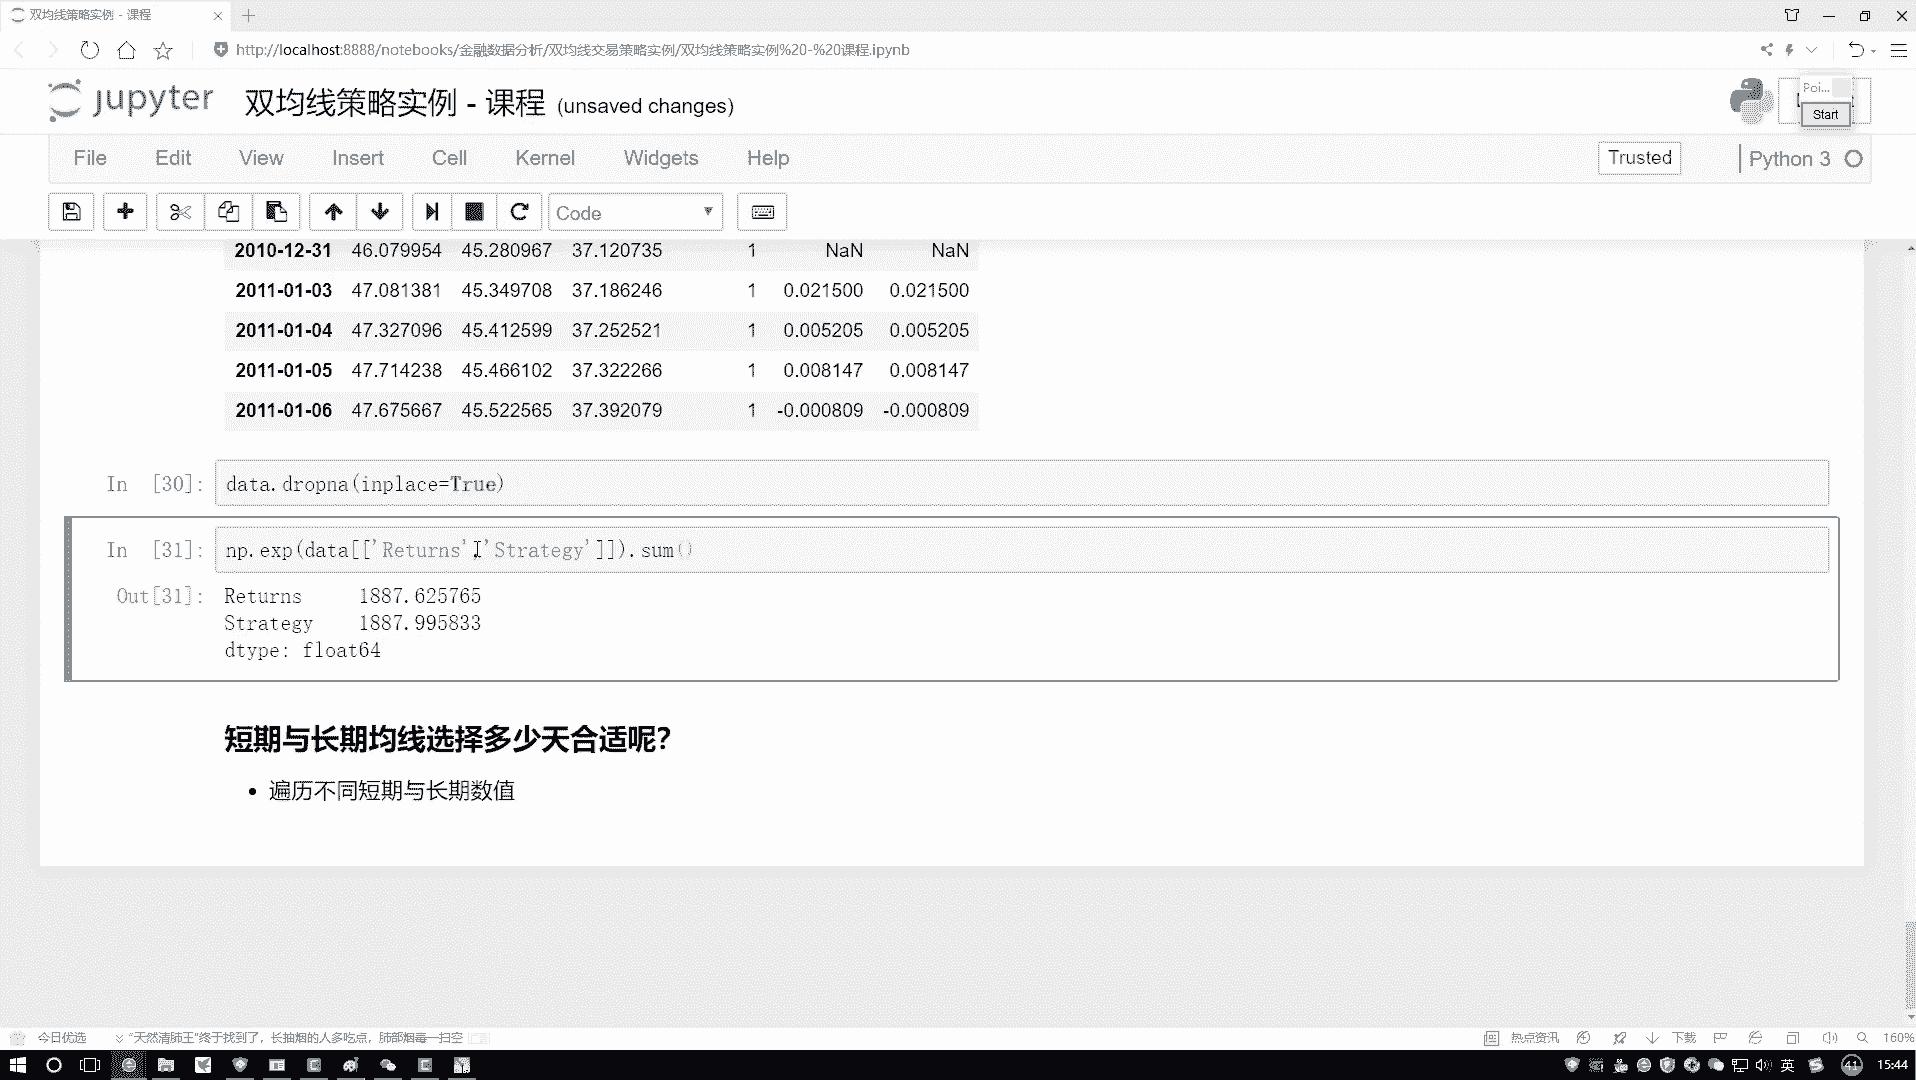 双均线策略实例 - 课程
http://localhost:8888/notebooks/金融数据分析/双均线交易策略实例/双均线策略实例%20-%20课程.ipynb
jupyter 双均线策略实例 - 课程 (unsaved changes)
Poi...
Start
File Edit View Insert Cell Kernel Widgets Help Trusted Python 3
Code
2010-12-31 46.079954 45.280967 37.120735 1 NaN NaN
2011-01-03 47.081381 45.349708 37.186246 1 0.021500 0.021500
2011-01-04 47.327096 45.412599 37.252521 1 0.005205 0.005205
2011-01-05 47.714238 45.466102 37.322266 1 0.008147 0.008147
2011-01-06 47.675667 45.522565 37.392079 1 -0.000809 -0.000809
In [30]: data.dropna(inplace=True)
In [31]: np.exp(data[['Returns','Strategy']]).sum()
Out[31]: Returns 1887.625765
Strategy 1887.995833
dtype: float64
短期与长期均线选择多少天合适呢?
• 遍历不同短期与长期数值
今日优选 “天然清肺王”终于找到了，长抽烟的人多吃点，肺部烟毒一扫空 热点资讯 下载 160%
英 41 15:44